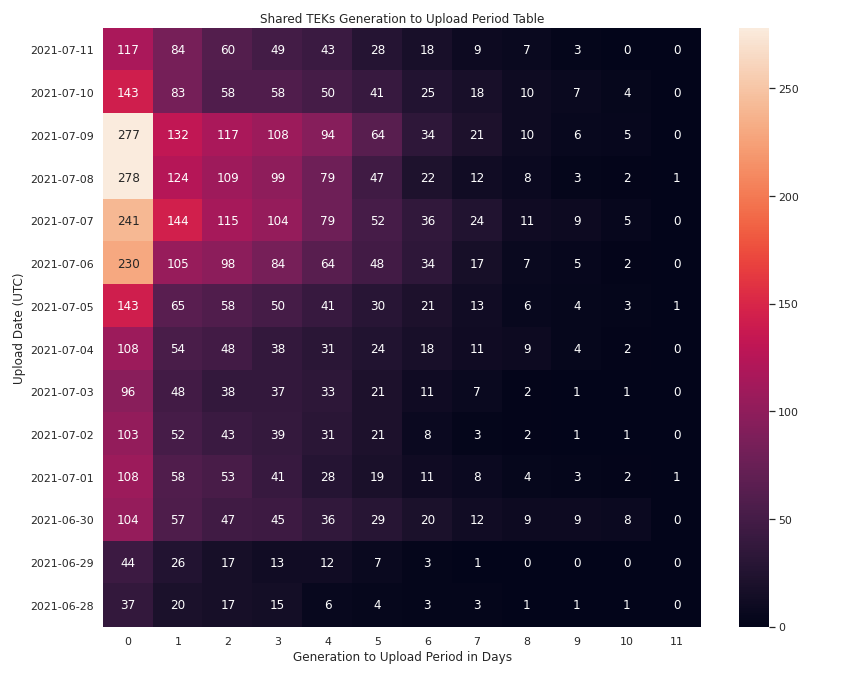 Shared TEKs Generation to Upload Period Table
Upload Date (UTC)
2021-07-11 117 84 60 49 43 28 18 9 7 3 0 0
2021-07-10 143 83 58 58 50 41 25 18 10 7 4 0
2021-07-09 277 132 117 108 94 64 34 21 10 6 5 0
2021-07-08 278 124 109 99 79 47 22 12 8 3 2 1
2021-07-07 241 144 115 104 79 52 36 24 11 9 5 0
2021-07-06 230 105 98 84 64 48 34 17 7 5 2 0
2021-07-05 143 65 58 50 41 30 21 13 6 4 3 1
2021-07-04 108 54 48 38 31 24 18 11 9 4 2 0
2021-07-03 96 48 38 37 33 21 11 7 2 1 1 0
2021-07-02 103 52 43 39 31 21 8 3 2 1 1 0
2021-07-01 108 58 53 41 28 19 11 8 4 3 2 1
2021-06-30 104 57 47 45 36 29 20 12 9 9 8 0
2021-06-29 44 26 17 13 12 7 3 1 0 0 0 0
2021-06-28 37 20 17 15 6 4 3 3 1 1 1 0
0 1 2 3 4 5 6 7 8 9 10 11
Generation to Upload Period in Days
250
200
150
100
50
0